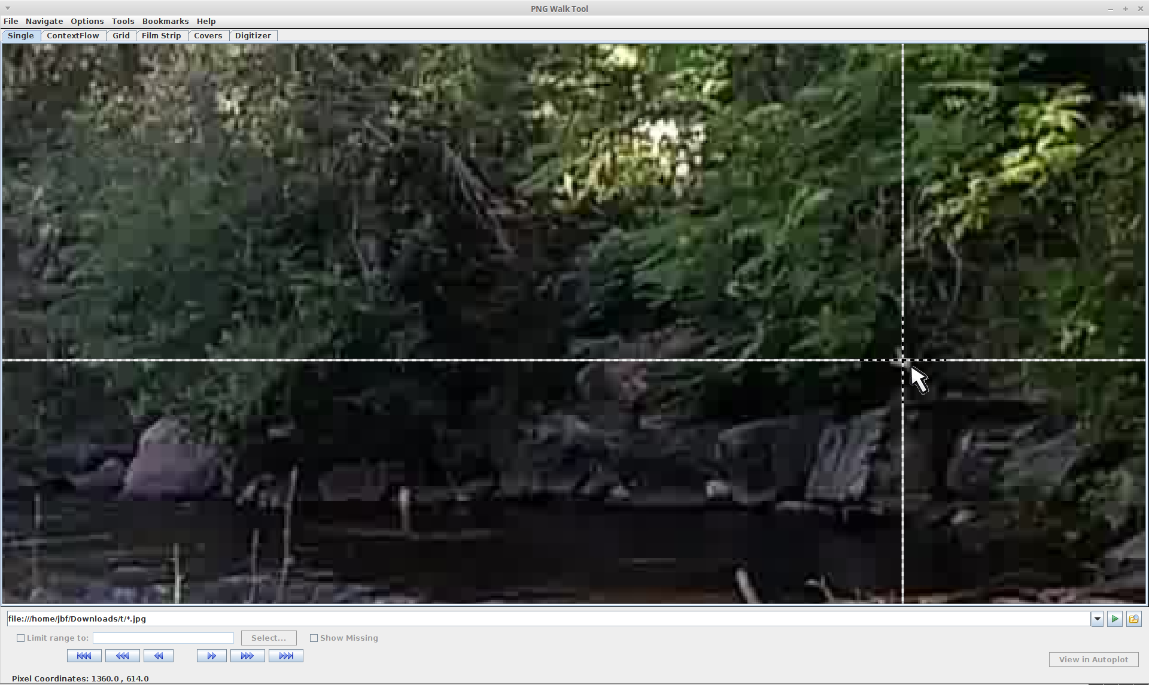 PNG Walk Tool
File Navigate Options Tools Bookmarks Help
Single ContextFlow Grid Film Strip Covers Digitizer
file:///home/jbf/Downloads/t/*.jpg
Limit range to: Select... Show Missing
View in Autoplot
Pixel Coordinates: 1360.0 , 614.0